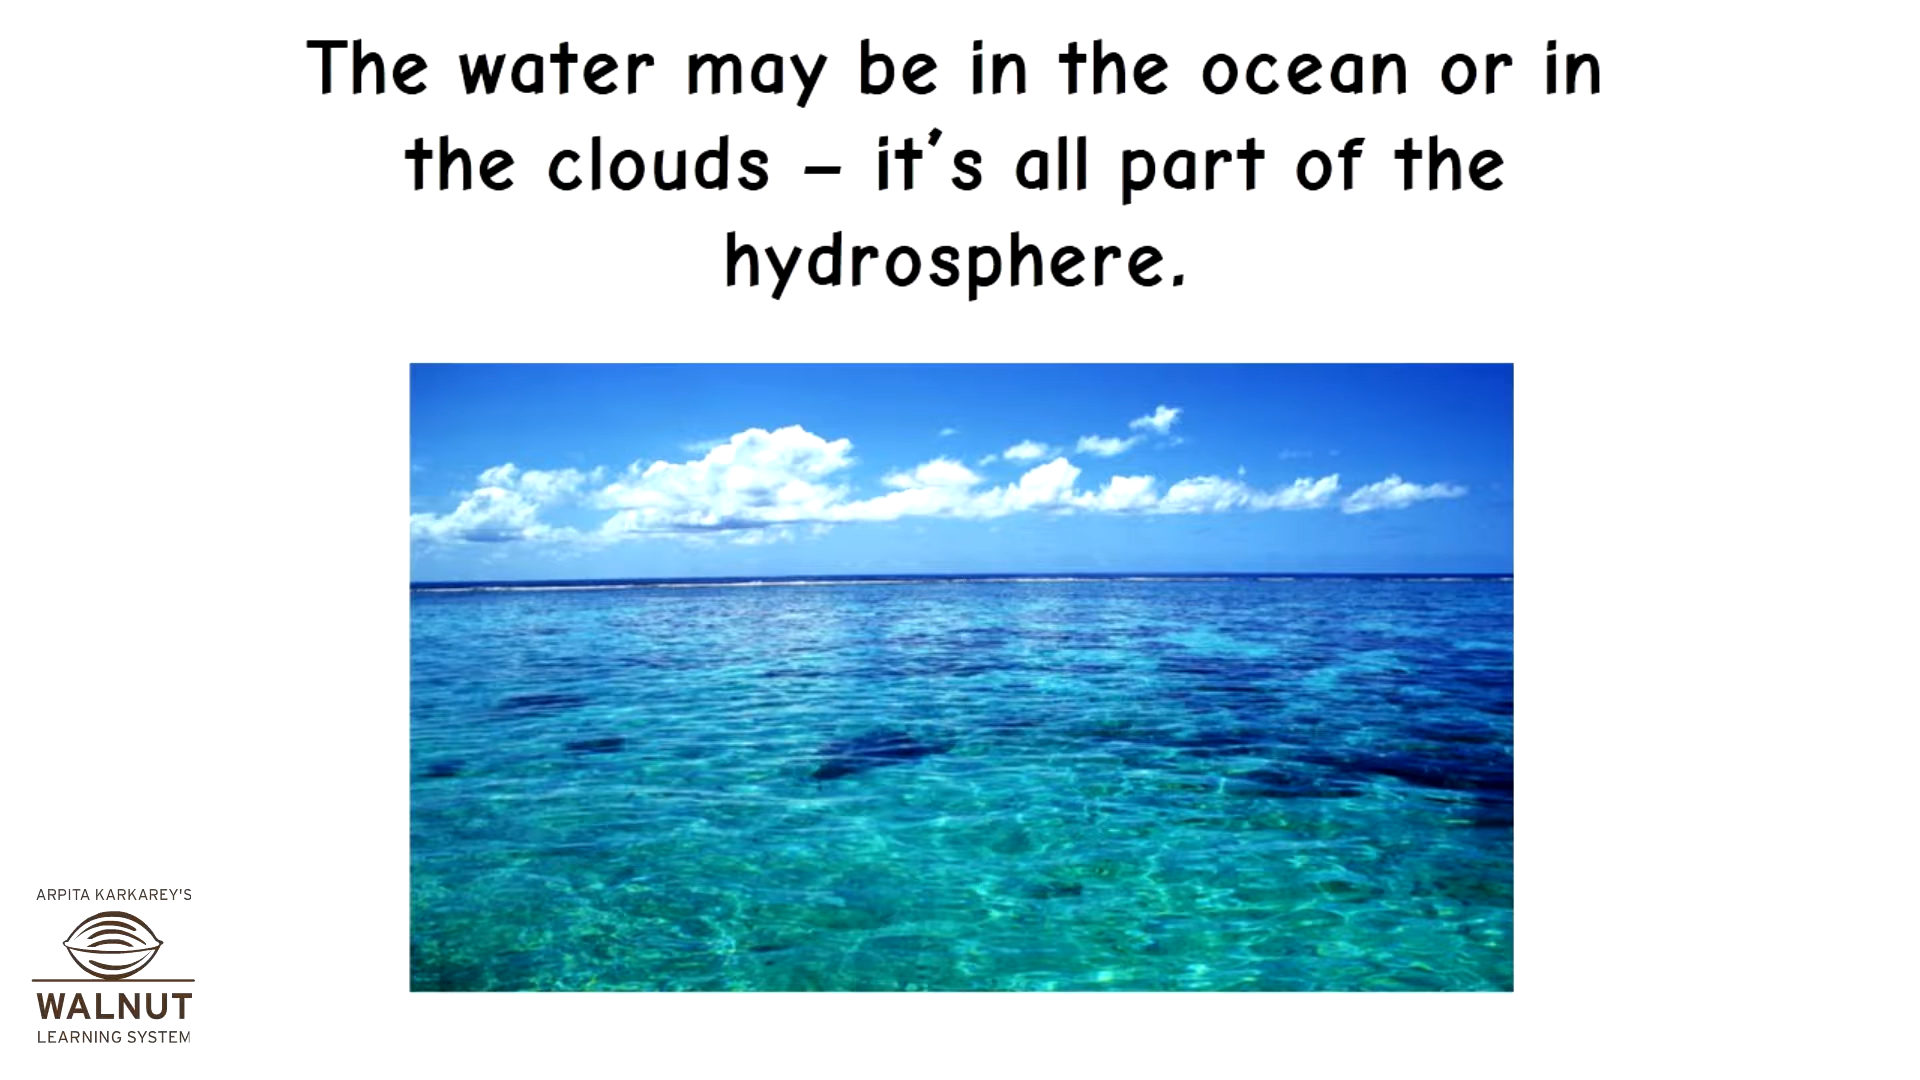 The water may be in the ocean or in
the clouds – it's all part of the
hydrosphere.
ARPITA KARKAREY'S
WALNUT
LEARNING SYSTEM